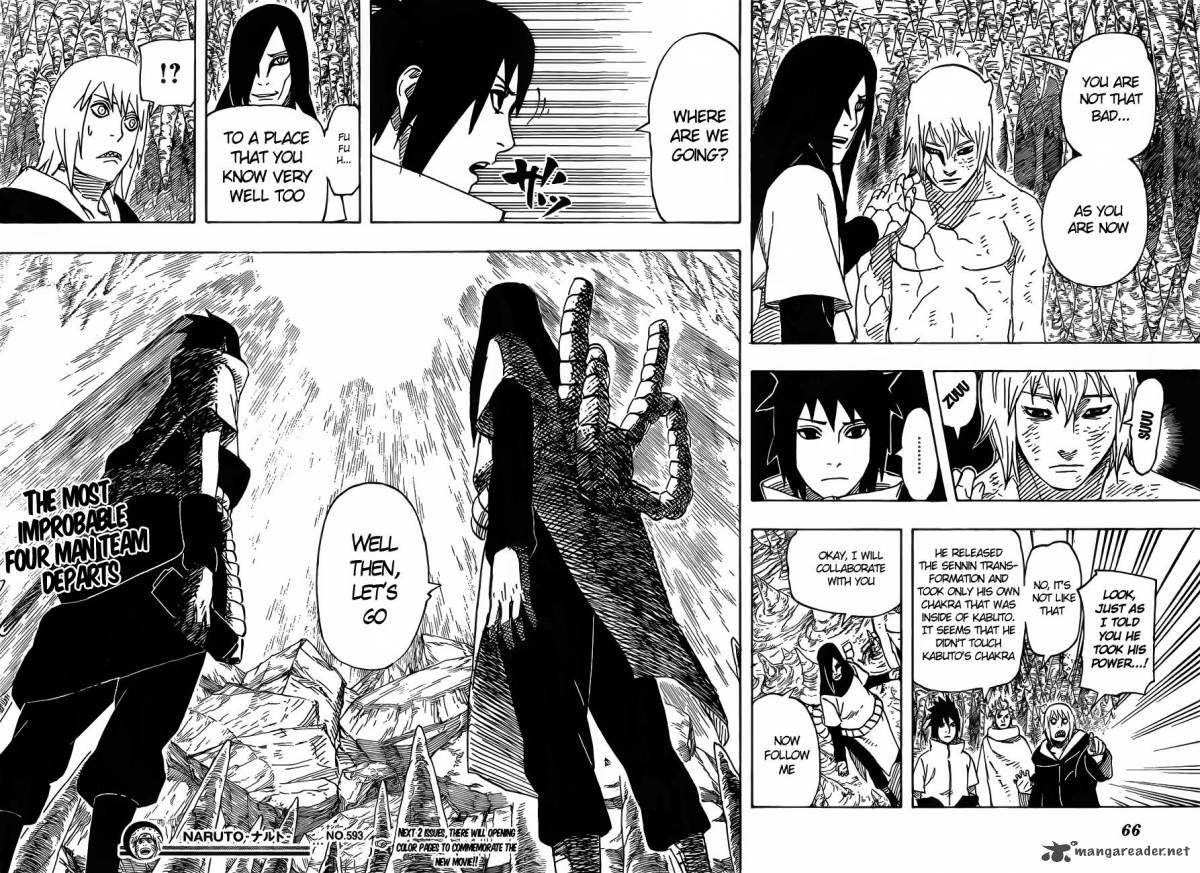 YOU ARE
NOT THAT
BAD...
AS YOU
ARE NOW
SUUU
ZUUU
.........
LOOK,
JUST AS
I TOLD
YOU HE
TOOK HIS
POWER...!
NO, IT'S
NOT LIKE
THAT
HE RELEASED
THE SENNIN TRANS-
FORMATION AND
TOOK ONLY HIS OWN
CHAKRA THAT WAS
INSIDE OF KABUTO.
IT SEEMS THAT HE
DIDN'T TOUCH
KABUTO'S CHAKRA
OKAY, I WILL
COLLABORATE
WITH YOU
NOW
FOLLOW
ME
66
mangareader.net
WHERE
ARE WE
GOING?
ザッ
FU
FU
H...
TO A PLACE
THAT YOU
KNOW VERY
WELL TOO
!?
WELL
THEN,
LET'S
GO
THE MOST
IMPROBABLE
FOUR MAN TEAM
DEPARTS
NARUTO -ナルト- ... NO.593
NEXT 2 ISSUES, THERE WILL OPENING
COLOR PAGES TO COMMEMORATE THE
NEW MOVIE!!